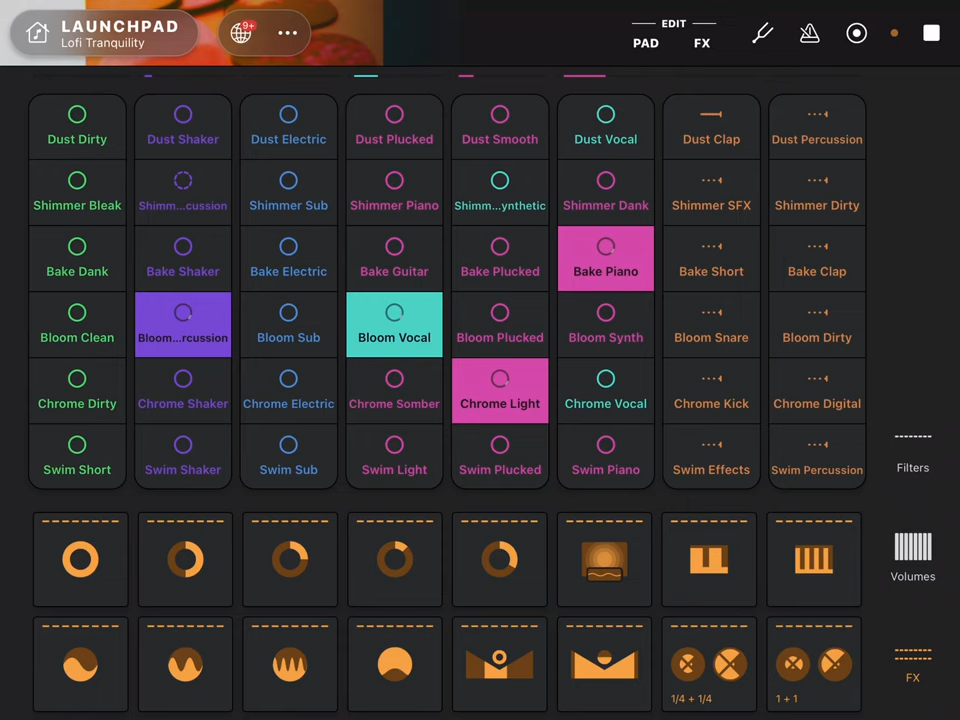 LAUNCHPAD
Lofi Tranquility
9+
EDIT
PAD FX
Dust Dirty Dust Shaker Dust Electric Dust Plucked Dust Smooth Dust Vocal Dust Clap Dust Percussion
Shimmer Bleak Shimm...cussion Shimmer Sub Shimmer Piano Shimm...ynthetic Shimmer Dank Shimmer SFX Shimmer Dirty
Bake Dank Bake Shaker Bake Electric Bake Guitar Bake Plucked Bake Piano Bake Short Bake Clap
Bloom Clean Bloom...rcussion Bloom Sub Bloom Vocal Bloom Plucked Bloom Synth Bloom Snare Bloom Dirty
Chrome Dirty Chrome Shaker Chrome Electric Chrome Somber Chrome Light Chrome Vocal Chrome Kick Chrome Digital
Swim Short Swim Shaker Swim Sub Swim Light Swim Plucked Swim Piano Swim Effects Swim Percussion
Filters
Volumes
FX
1/4 + 1/4 1 + 1